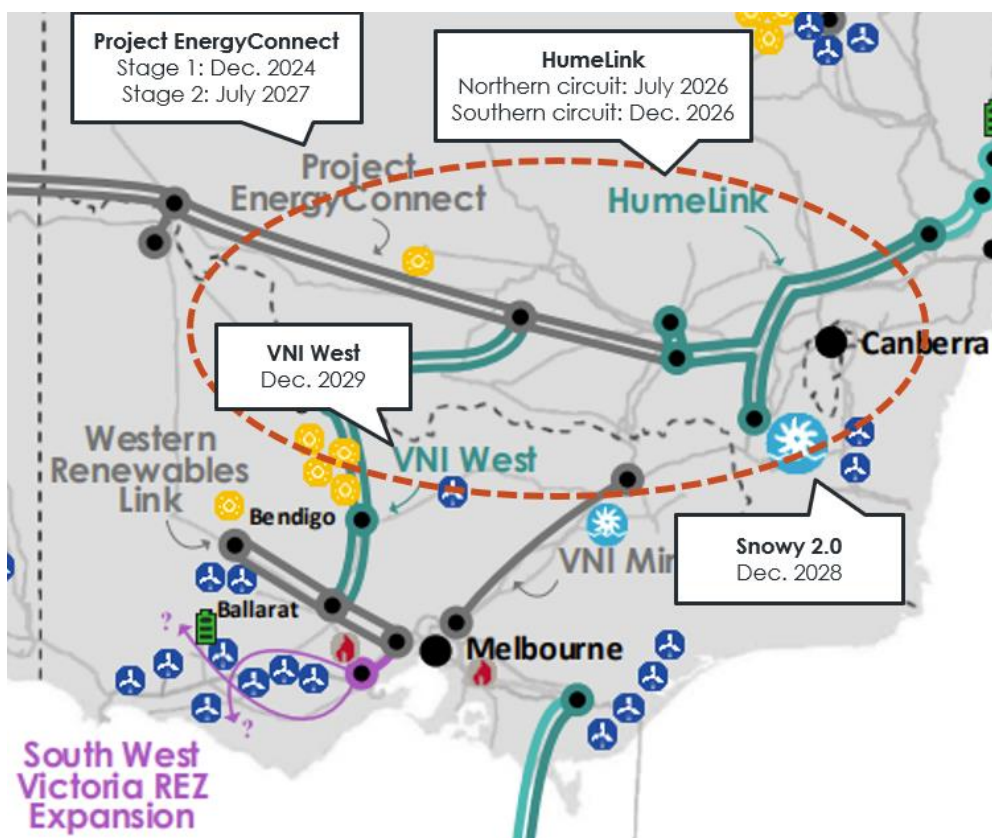 Project EnergyConnect
Stage 1: Dec. 2024
Stage 2: July 2027
HumeLink
Northern circuit: July 2026
Southern circuit: Dec. 2026
Project
EnergyConnect
HumeLink
VNI West
Dec. 2029
Canberra
Western
Renewables
Link
VNI West
Bendigo
VNI Min
Snowy 2.0
Dec. 2028
Ballarat
?
Melbourne
?
South West
Victoria REZ
Expansion